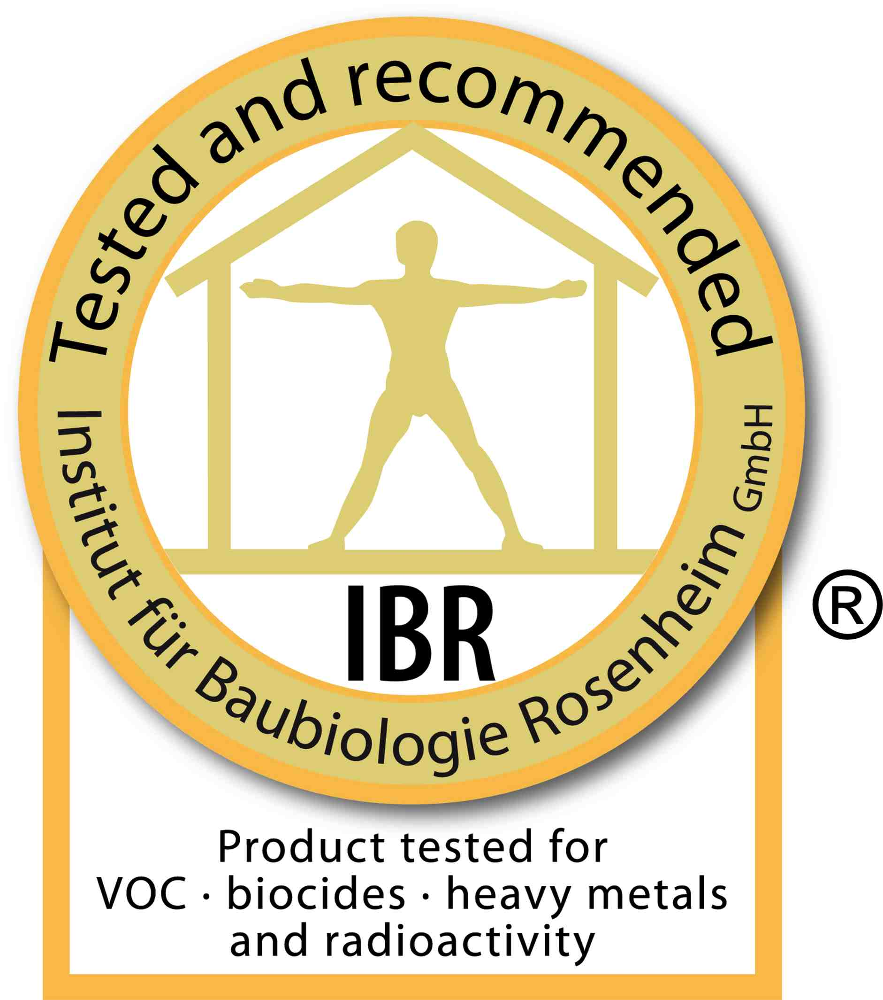 Tested and recommended
IBR
Institut für Baubiologie Rosenheim GmbH
®
Product tested for
VOC · biocides · heavy metals
and radioactivity